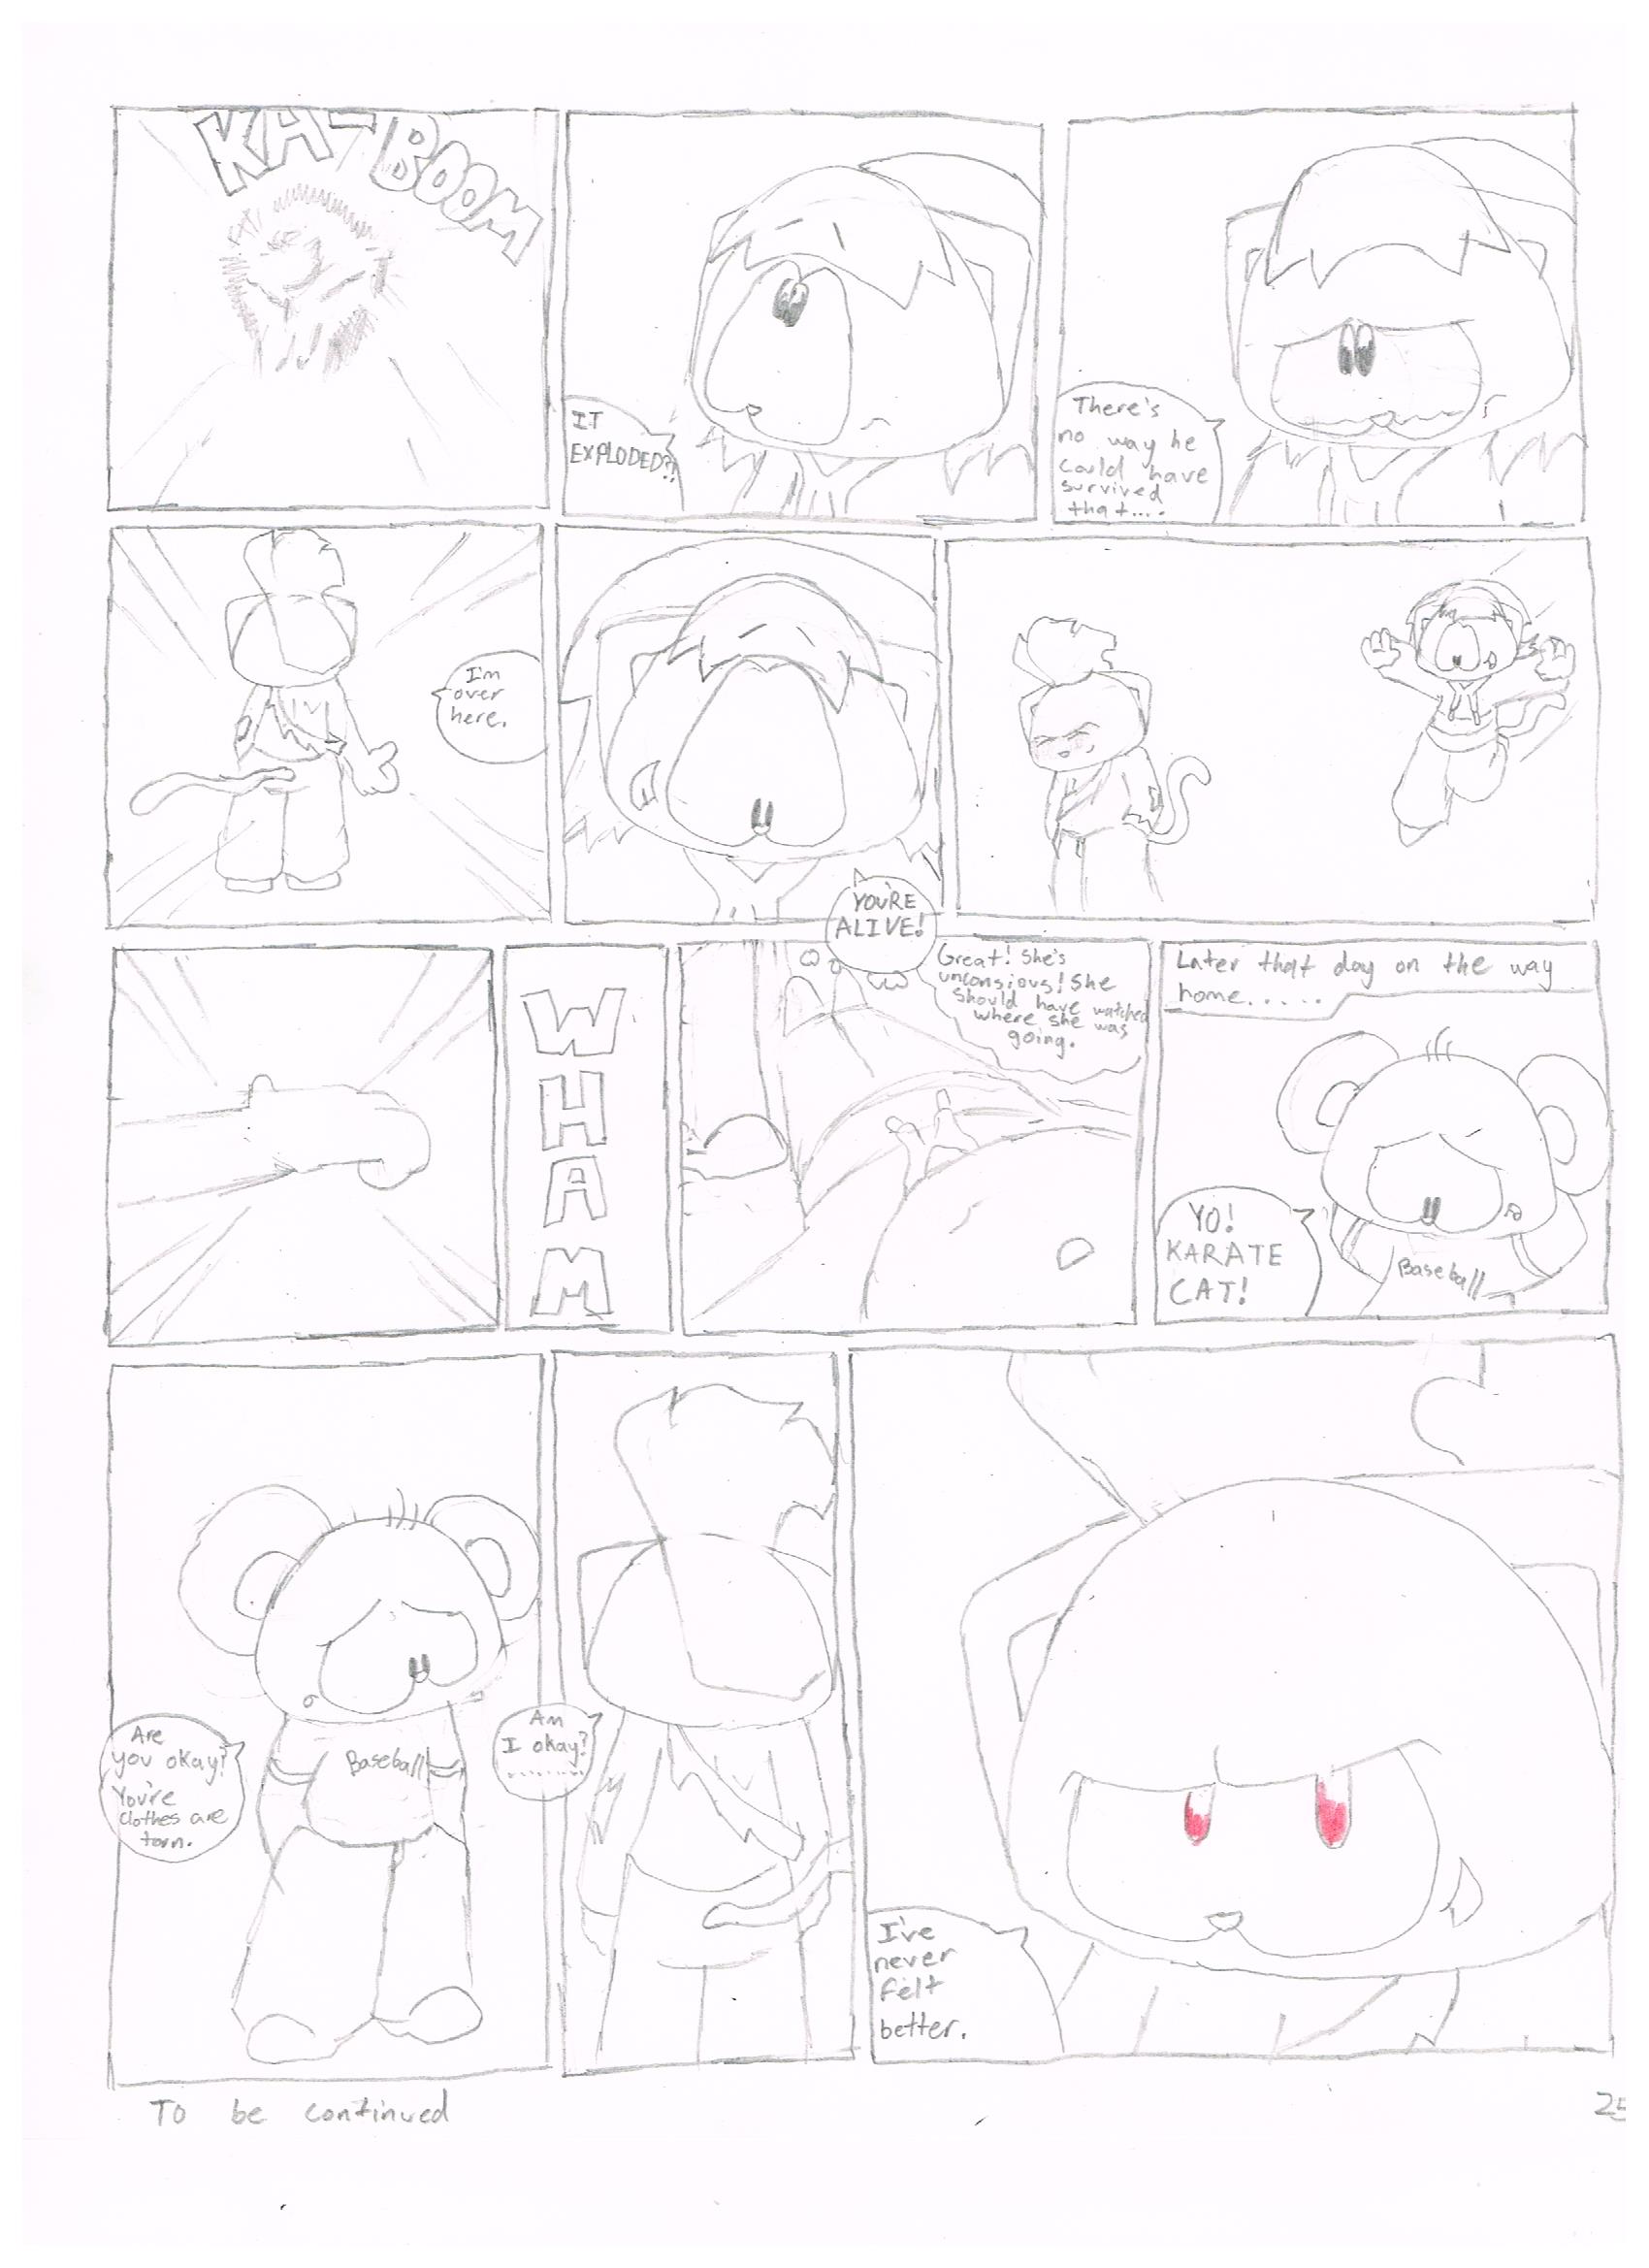 KA-BOOM
IT
EXPLODED?!
There's
no way he
could have
survived
that....
I'm
over
here.
YOU'RE
ALIVE!
WHAM
Great! She's
unconsious! She
should have watched
where she was
going.
Later that day on the way
home.....
YO!
KARATE
CAT!
Baseball
Are
you okay?
You're
clothes are
torn.
Baseball
Am
I okay?
.........
I've
never
felt
better.
To be continued